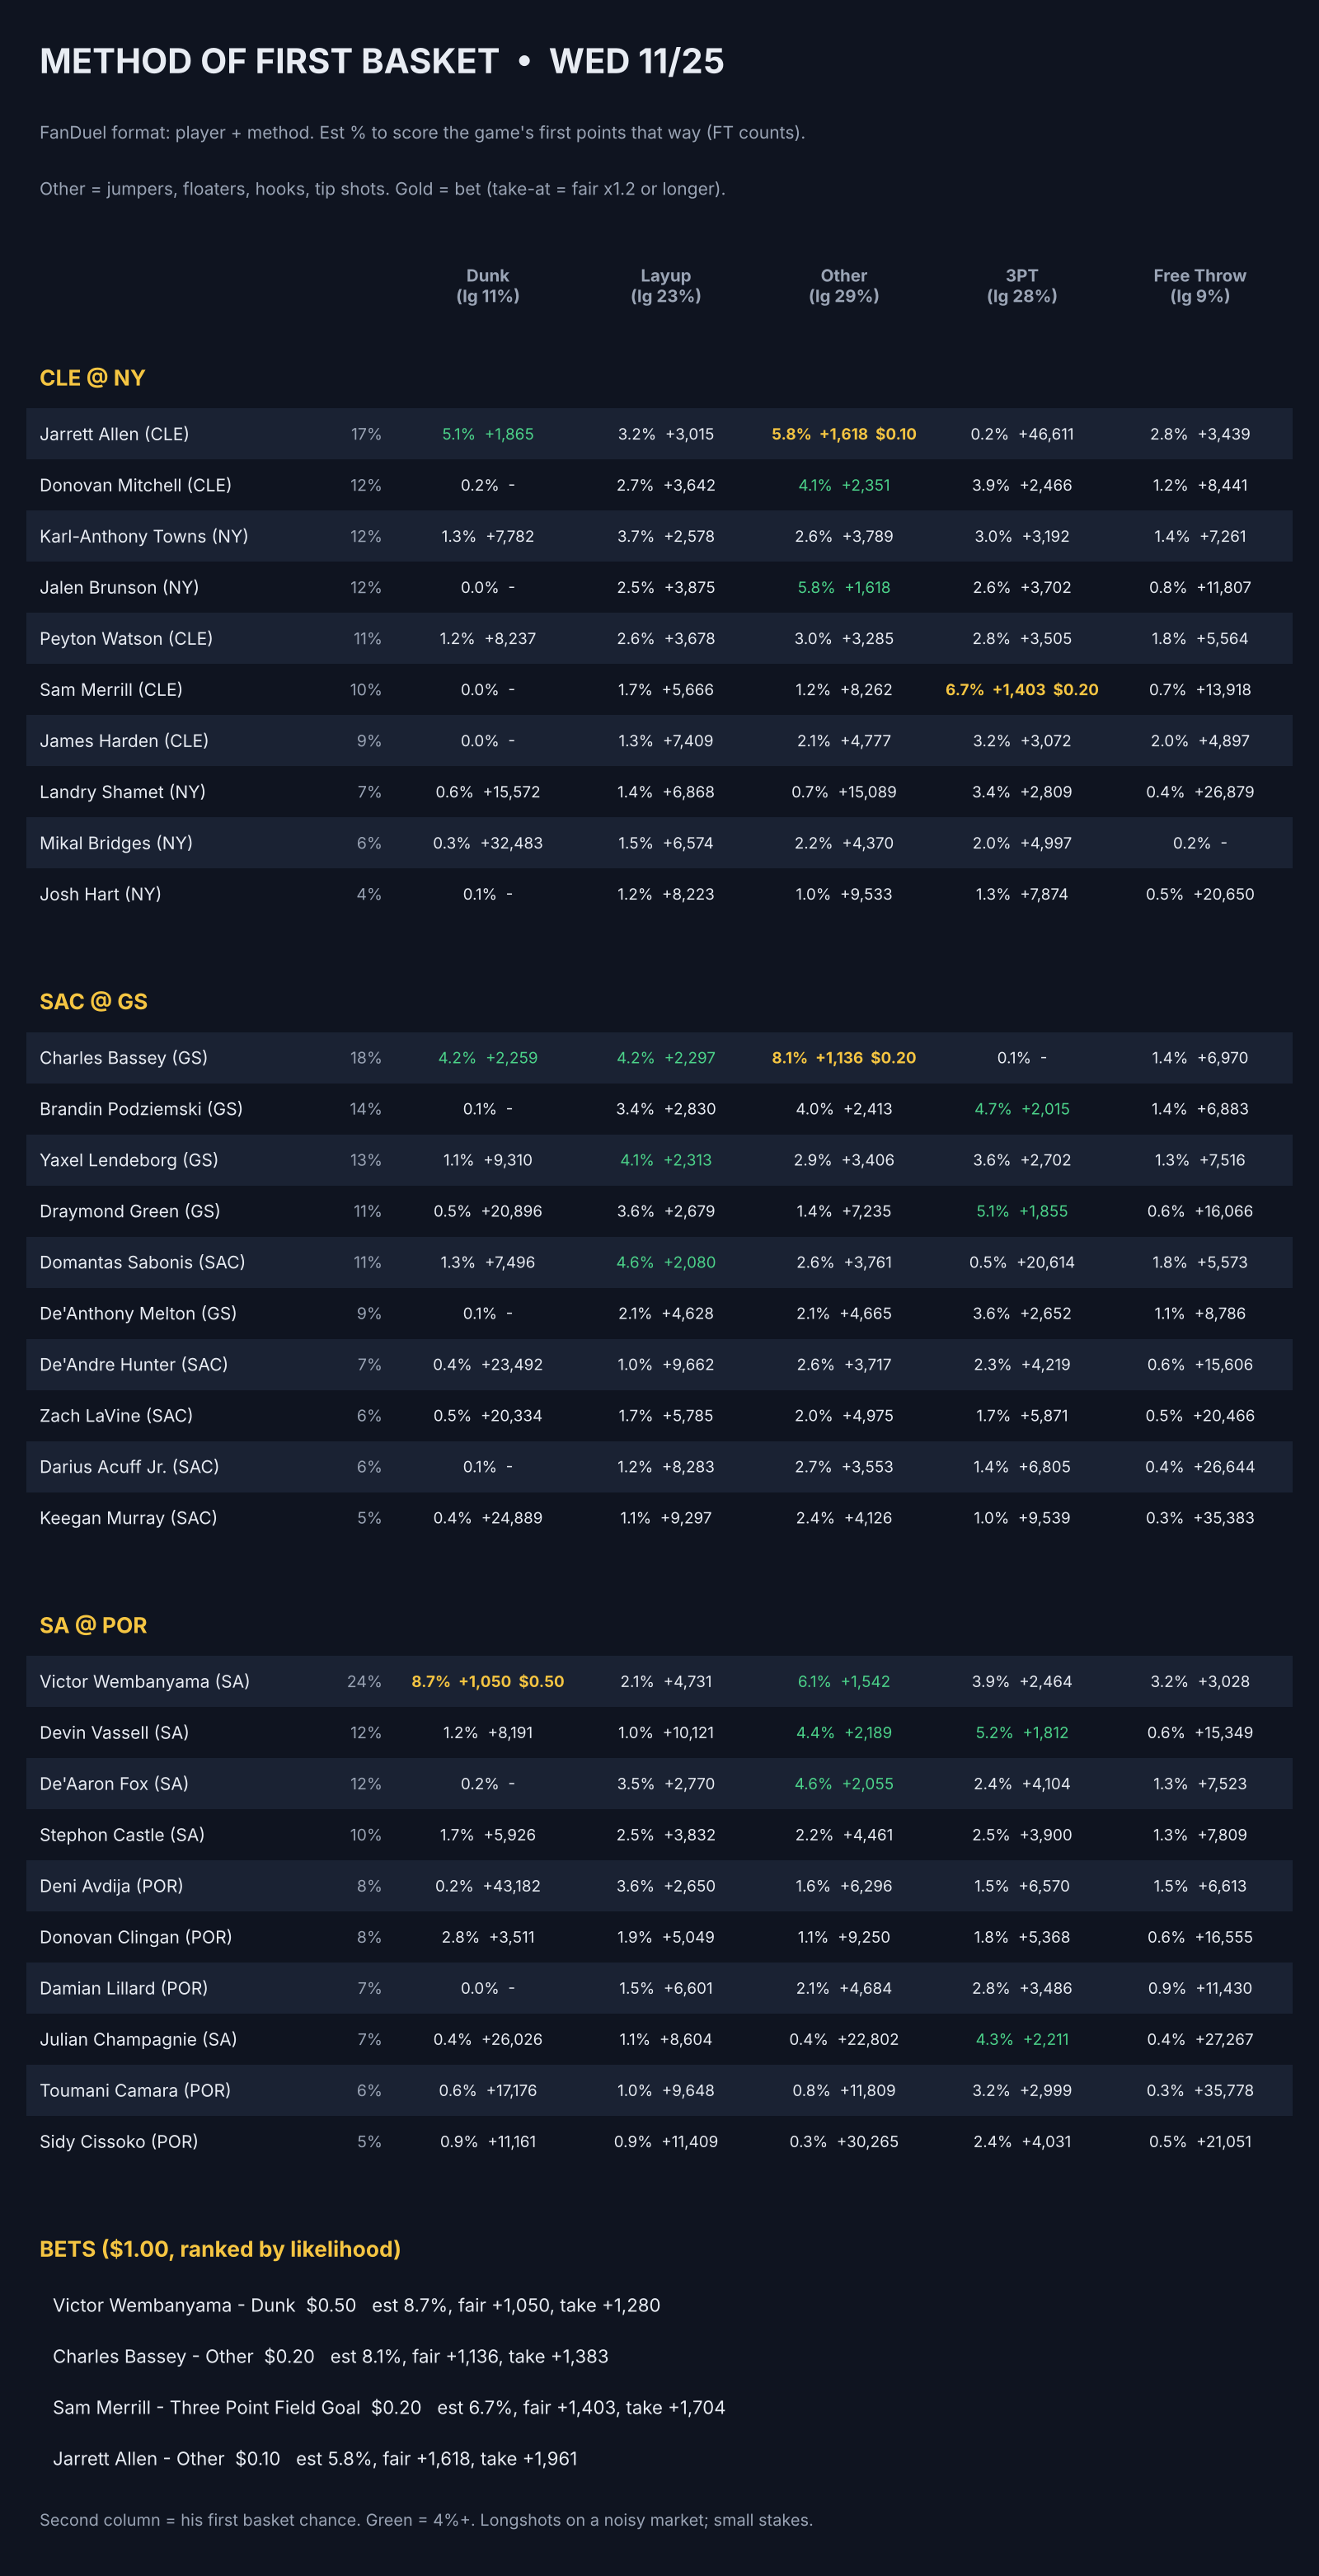 METHOD OF FIRST BASKET • WED 11/25
FanDuel format: player + method. Est % to score the game's first points that way (FT counts).
Other = jumpers, floaters, hooks, tip shots. Gold = bet (take-at = fair x1.2 or longer).
Dunk Layup Other 3PT Free Throw
(lg 11%) (lg 23%) (lg 29%) (lg 28%) (lg 9%)
CLE @ NY
Jarrett Allen (CLE) 17% 5.1% +1,865 3.2% +3,015 5.8% +1,618 $0.10 0.2% +46,611 2.8% +3,439
Donovan Mitchell (CLE) 12% 0.2% - 2.7% +3,642 4.1% +2,351 3.9% +2,466 1.2% +8,441
Karl-Anthony Towns (NY) 12% 1.3% +7,782 3.7% +2,578 2.6% +3,789 3.0% +3,192 1.4% +7,261
Jalen Brunson (NY) 12% 0.0% - 2.5% +3,875 5.8% +1,618 2.6% +3,702 0.8% +11,807
Peyton Watson (CLE) 11% 1.2% +8,237 2.6% +3,678 3.0% +3,285 2.8% +3,505 1.8% +5,564
Sam Merrill (CLE) 10% 0.0% - 1.7% +5,666 1.2% +8,262 6.7% +1,403 $0.20 0.7% +13,918
James Harden (CLE) 9% 0.0% - 1.3% +7,409 2.1% +4,777 3.2% +3,072 2.0% +4,897
Landry Shamet (NY) 7% 0.6% +15,572 1.4% +6,868 0.7% +15,089 3.4% +2,809 0.4% +26,879
Mikal Bridges (NY) 6% 0.3% +32,483 1.5% +6,574 2.2% +4,370 2.0% +4,997 0.2% -
Josh Hart (NY) 4% 0.1% - 1.2% +8,223 1.0% +9,533 1.3% +7,874 0.5% +20,650
SAC @ GS
Charles Bassey (GS) 18% 4.2% +2,259 4.2% +2,297 8.1% +1,136 $0.20 0.1% - 1.4% +6,970
Brandin Podziemski (GS) 14% 0.1% - 3.4% +2,830 4.0% +2,413 4.7% +2,015 1.4% +6,883
Yaxel Lendeborg (GS) 13% 1.1% +9,310 4.1% +2,313 2.9% +3,406 3.6% +2,702 1.3% +7,516
Draymond Green (GS) 11% 0.5% +20,896 3.6% +2,679 1.4% +7,235 5.1% +1,855 0.6% +16,066
Domantas Sabonis (SAC) 11% 1.3% +7,496 4.6% +2,080 2.6% +3,761 0.5% +20,614 1.8% +5,573
De'Anthony Melton (GS) 9% 0.1% - 2.1% +4,628 2.1% +4,665 3.6% +2,652 1.1% +8,786
De'Andre Hunter (SAC) 7% 0.4% +23,492 1.0% +9,662 2.6% +3,717 2.3% +4,219 0.6% +15,606
Zach LaVine (SAC) 6% 0.5% +20,334 1.7% +5,785 2.0% +4,975 1.7% +5,871 0.5% +20,466
Darius Acuff Jr. (SAC) 6% 0.1% - 1.2% +8,283 2.7% +3,553 1.4% +6,805 0.4% +26,644
Keegan Murray (SAC) 5% 0.4% +24,889 1.1% +9,297 2.4% +4,126 1.0% +9,539 0.3% +35,383
SA @ POR
Victor Wembanyama (SA) 24% 8.7% +1,050 $0.50 2.1% +4,731 6.1% +1,542 3.9% +2,464 3.2% +3,028
Devin Vassell (SA) 12% 1.2% +8,191 1.0% +10,121 4.4% +2,189 5.2% +1,812 0.6% +15,349
De'Aaron Fox (SA) 12% 0.2% - 3.5% +2,770 4.6% +2,055 2.4% +4,104 1.3% +7,523
Stephon Castle (SA) 10% 1.7% +5,926 2.5% +3,832 2.2% +4,461 2.5% +3,900 1.3% +7,809
Deni Avdija (POR) 8% 0.2% +43,182 3.6% +2,650 1.6% +6,296 1.5% +6,570 1.5% +6,613
Donovan Clingan (POR) 8% 2.8% +3,511 1.9% +5,049 1.1% +9,250 1.8% +5,368 0.6% +16,555
Damian Lillard (POR) 7% 0.0% - 1.5% +6,601 2.1% +4,684 2.8% +3,486 0.9% +11,430
Julian Champagnie (SA) 7% 0.4% +26,026 1.1% +8,604 0.4% +22,802 4.3% +2,211 0.4% +27,267
Toumani Camara (POR) 6% 0.6% +17,176 1.0% +9,648 0.8% +11,809 3.2% +2,999 0.3% +35,778
Sidy Cissoko (POR) 5% 0.9% +11,161 0.9% +11,409 0.3% +30,265 2.4% +4,031 0.5% +21,051
BETS ($1.00, ranked by likelihood)
Victor Wembanyama - Dunk $0.50 est 8.7%, fair +1,050, take +1,280
Charles Bassey - Other $0.20 est 8.1%, fair +1,136, take +1,383
Sam Merrill - Three Point Field Goal $0.20 est 6.7%, fair +1,403, take +1,704
Jarrett Allen - Other $0.10 est 5.8%, fair +1,618, take +1,961
Second column = his first basket chance. Green = 4%+. Longshots on a noisy market; small stakes.